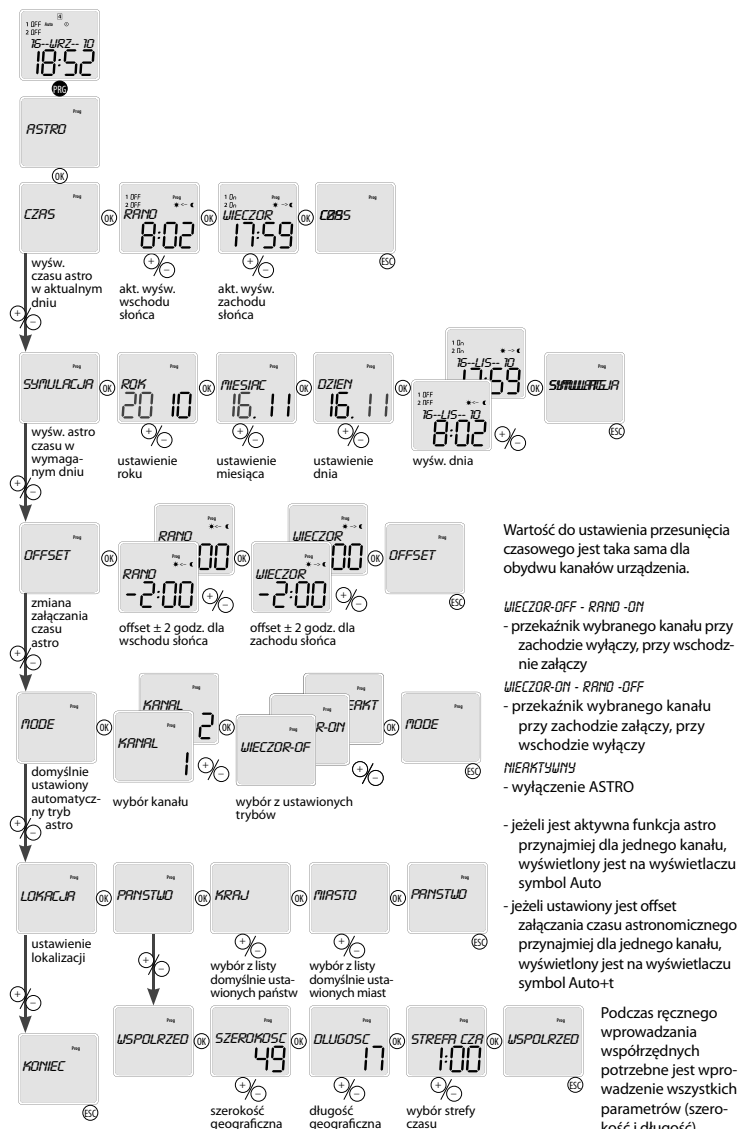 4
1 OFF Auto
2 OFF
16--WRZ-- 10
18:52
PRG
Prog
ASTRO
OK
Prog
CZAS
OK
1 OFF Prog
2 OFF
RANO
8:02
OK
1 On Prog
2 On
WIECZOR
17:59
OK
Prog
ESC
wyśw.
czasu astro
w aktualnym
dniu
+/−
akt. wyśw.
wschodu
słońca
+/−
akt. wyśw.
zachodu
słońca
+/−
Prog
SYMULACJA
OK
Prog
ROK
20 10
OK
Prog
MIESIAC
16. 11
OK
Prog
DZIEN
16. 11
OK
1 On
2 On
16--LIS-- 10
17:59
1 OFF
2 OFF
16--LIS-- 10
8:02
+/−
OK
Prog
ESC
wyśw. astro
czasu w
wymaga-
nym dniu
+/−
ustawienie
roku
+/−
ustawienie
miesiąca
+/−
ustawienie
dnia
wyśw. dnia
+/−
Prog
OFFSET
OK
Prog
RANO
00
Prog
RANO
-2:00
+/−
OK
Prog
WIECZOR
00
Prog
WIECZOR
-2:00
+/−
OK
Prog
OFFSET
ESC
zmiana
załączania
czasu
astro
offset ± 2 godz. dla
wschodu słońca
offset ± 2 godz. dla
zachodu słońca
+/−
Prog
MODE
OK
Prog
KANAL
2
Prog
KANAL
1
+/−
OK
Prog
EAKT
R-ON
Prog
WIECZOR-OF
+/−
OK
Prog
MODE
ESC
domyślnie
ustawiony
automatycz-
ny tryb
astro
wybór kanału
wybór z ustawionych
trybów
+/−
Prog
LOKACJA
OK
Prog
PANSTWO
OK
Prog
KRAJ
OK
Prog
MIASTO
OK
Prog
PANSTWO
ESC
ustawienie
lokalizacji
+/−
+/−
wybór z listy
domyślnie usta-
wionych państw
+/−
wybór z listy
domyślnie usta-
wionych miast
+/−
Prog
KONIEC
ESC
Prog
WSPOLRZED
OK
Prog
SZEROKOSC
49
OK
Prog
DLUGOSC
17
OK
Prog
STREFA CZA
1:00
OK
Prog
WSPOLRZED
ESC
+/−
szerokość
geograficzna
+/−
długość
geograficzna
+/−
wybór strefy
czasu
Wartość do ustawienia przesunięcia
czasowego jest taka sama dla
obydwu kanałów urządzenia.
WIECZOR-OFF - RANO -ON
- przekaźnik wybranego kanału przy
zachodzie wyłączy, przy wschodz-
nie załączy
WIECZOR-ON - RANO -OFF
- przekaźnik wybranego kanału
przy zachodzie załączy, przy
wschodzie wyłączy
NIEAKTYWNY
- wyłączenie ASTRO
- jeżeli jest aktywna funkcja astro
przynajmniej dla jednego kanału,
wyświetlony jest na wyświetlaczu
symbol Auto
- jeżeli ustawiony jest offset
załączania czasu astronomicznego
przynajmniej dla jednego kanału,
wyświetlony jest na wyświetlaczu
symbol Auto+t
Podczas ręcznego
wprowadzania
współrzędnych
potrzebne jest wpro-
wadzenie wszystkich
parametrów (szero-
kość i długość)